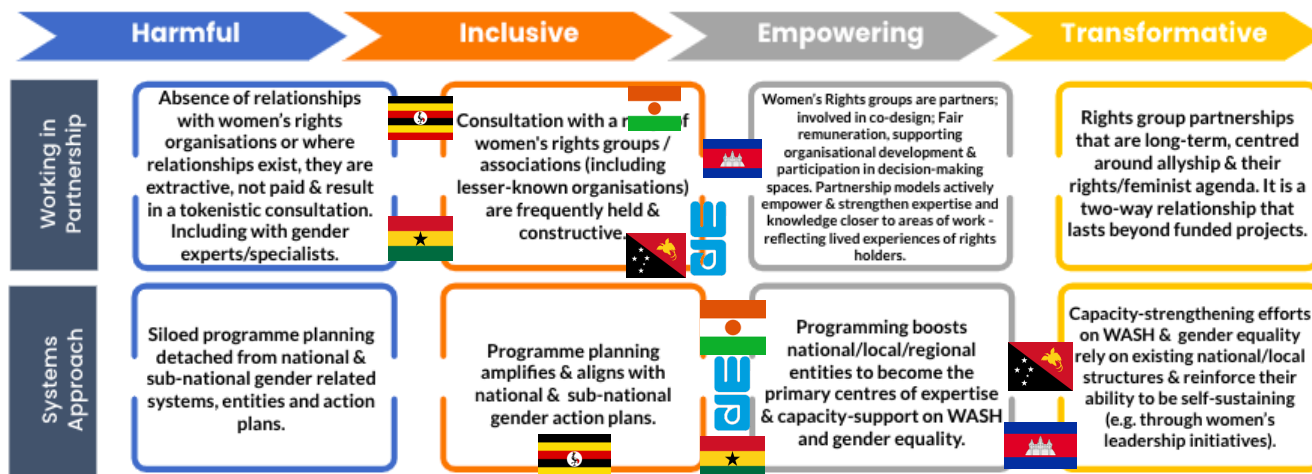 Harmful
Inclusive
Empowering
Transformative
Working in
Partnership
Absence of relationships
with women's rights
organisations or where
relationships exist, they are
extractive, not paid & result
in a tokenistic consultation.
Including with gender
experts/specialists.
Consultation with a of
women's rights groups /
associations (including
lesser-known organisations)
are frequently held &
constructive.
Women's Rights groups are partners;
involved in co-design; Fair
remuneration, supporting
organisational development &
participation in decision-making
spaces. Partnership models actively
empower & strengthen expertise and
knowledge closer to areas of work -
reflecting lived experiences of rights
holders.
Rights group partnerships
that are long-term, centred
around allyship & their
rights/feminist agenda. It is a
two-way relationship that
lasts beyond funded projects.
Systems
Approach
Siloed programme planning
detached from national &
sub-national gender related
systems, entities and action
plans.
Programme planning
amplifies & aligns with
national & sub-national
gender action plans.
Programming boosts
national/local/regional
entities to become the
primary centres of expertise
& capacity-support on WASH
and gender equality.
Capacity-strengthening efforts
on WASH & gender equality
rely on existing national/local
structures & reinforce their
ability to be self-sustaining
(e.g. through women's
leadership initiatives).